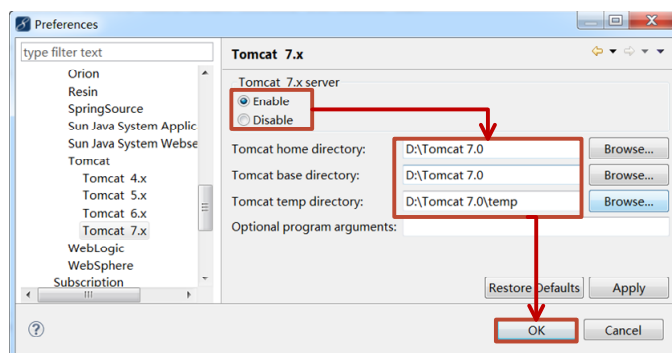 Preferences
type filter text
Orion
Resin
SpringSource
Sun Java System Applic
Sun Java System Webse
Tomcat
Tomcat 4.x
Tomcat 5.x
Tomcat 6.x
Tomcat 7.x
WebLogic
WebSphere
Subscription
Tomcat 7.x
Tomcat 7.x server
Enable
Disable
Tomcat home directory: D:\Tomcat 7.0 Browse...
Tomcat base directory: D:\Tomcat 7.0 Browse...
Tomcat temp directory: D:\Tomcat 7.0\temp Browse...
Optional program arguments:
Restore Defaults Apply
OK Cancel